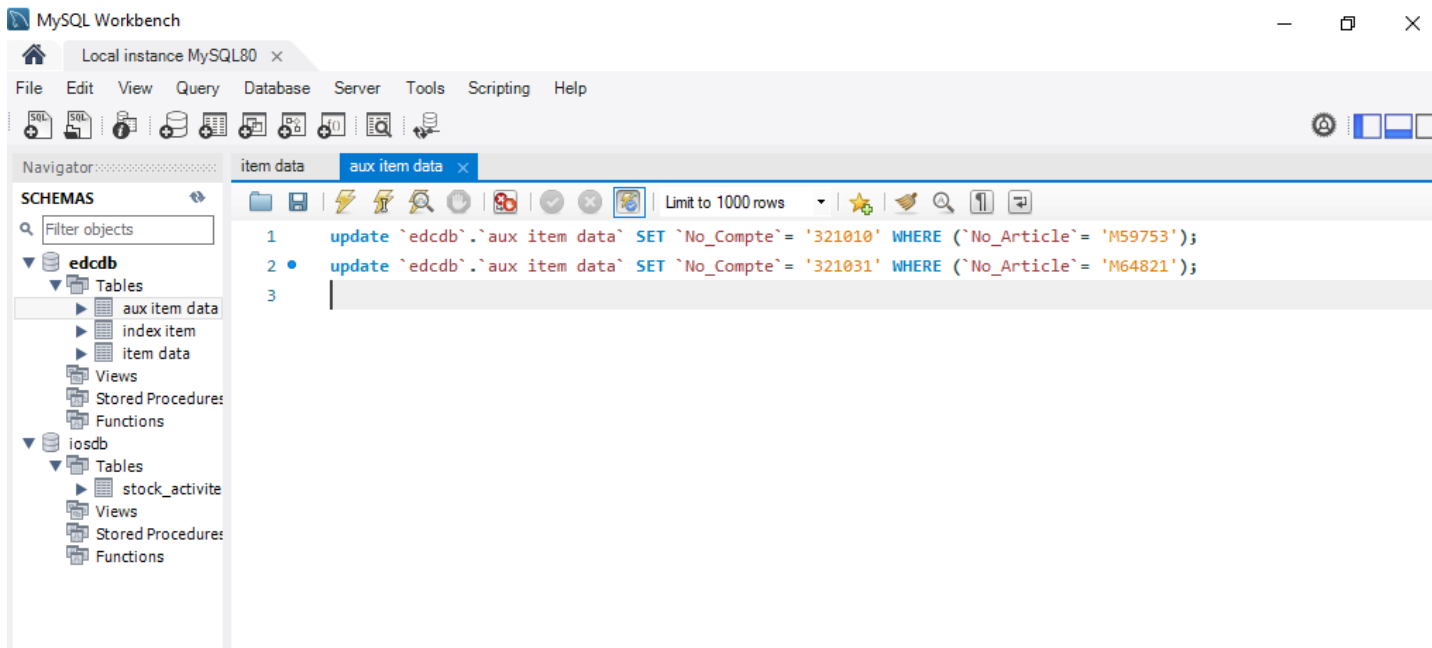 MySQL Workbench
Local instance MySQL80
File Edit View Query Database Server Tools Scripting Help
Navigator
item data
aux item data
SCHEMAS
Limit to 1000 rows
Filter objects
edcdb
Tables
aux item data
index item
item data
Views
Stored Procedures
Functions
iosdb
Tables
stock_activite
Views
Stored Procedures
Functions
1 update `edcdb`.`aux item data` SET `No_Compte`= '321010' WHERE (`No_Article`= 'M59753');
2 update `edcdb`.`aux item data` SET `No_Compte`= '321031' WHERE (`No_Article`= 'M64821');
3